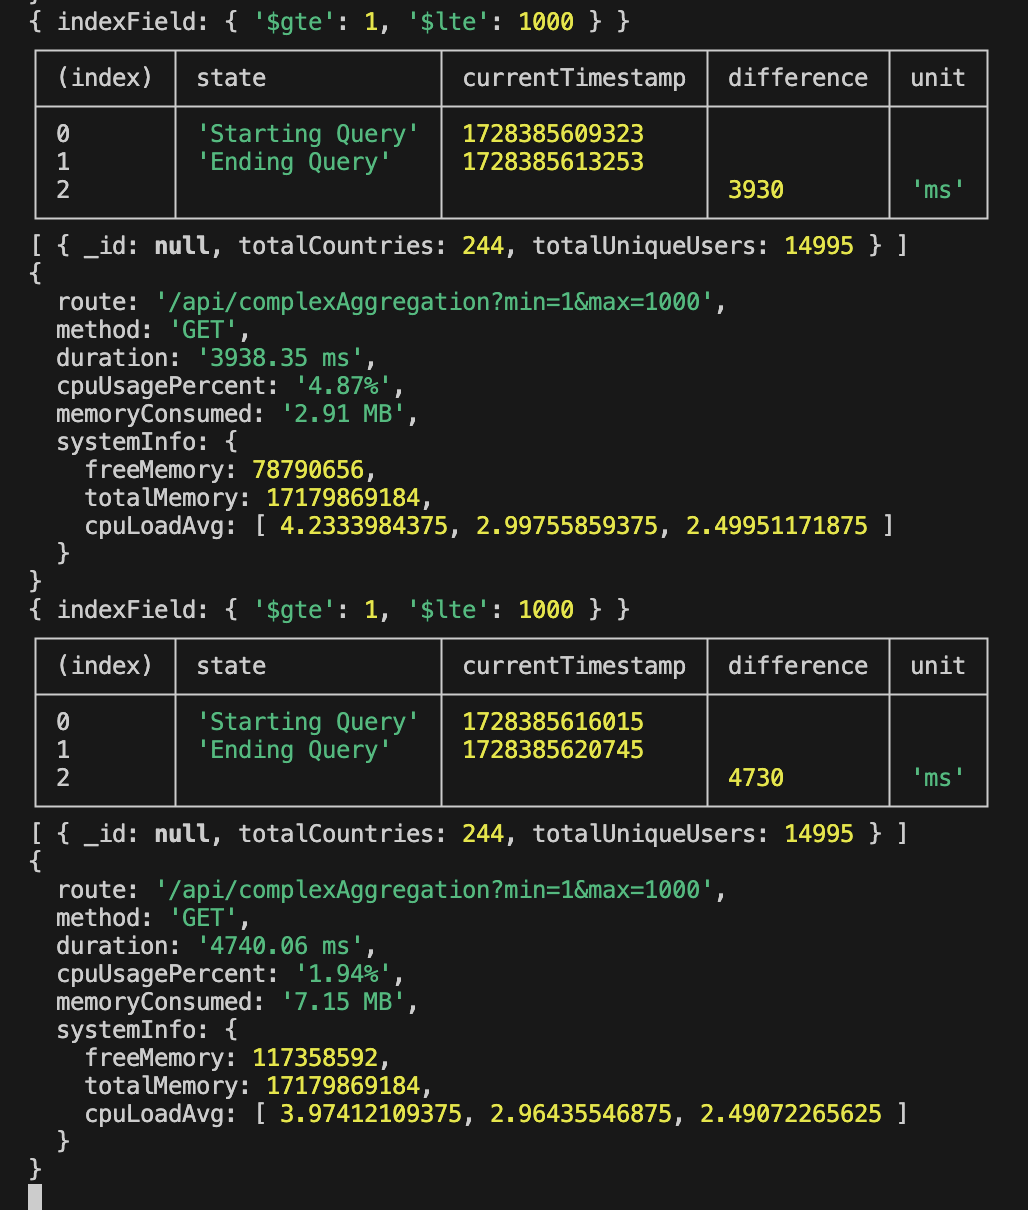 { indexField: { '$gte': 1, '$lte': 1000 } }
(index) state currentTimestamp difference unit
0 'Starting Query' 1728385609323
1 'Ending Query' 1728385613253
2 3930 'ms'
[ { _id: null, totalCountries: 244, totalUniqueUsers: 14995 } ]
{
route: '/api/complexAggregation?min=1&max=1000',
method: 'GET',
duration: '3938.35 ms',
cpuUsagePercent: '4.87%',
memoryConsumed: '2.91 MB',
systemInfo: {
freeMemory: 78790656,
totalMemory: 17179869184,
cpuLoadAvg: [ 4.2333984375, 2.99755859375, 2.49951171875 ]
}
}
{ indexField: { '$gte': 1, '$lte': 1000 } }
(index) state currentTimestamp difference unit
0 'Starting Query' 1728385616015
1 'Ending Query' 1728385620745
2 4730 'ms'
[ { _id: null, totalCountries: 244, totalUniqueUsers: 14995 } ]
{
route: '/api/complexAggregation?min=1&max=1000',
method: 'GET',
duration: '4740.06 ms',
cpuUsagePercent: '1.94%',
memoryConsumed: '7.15 MB',
systemInfo: {
freeMemory: 117358592,
totalMemory: 17179869184,
cpuLoadAvg: [ 3.97412109375, 2.96435546875, 2.49072265625 ]
}
}